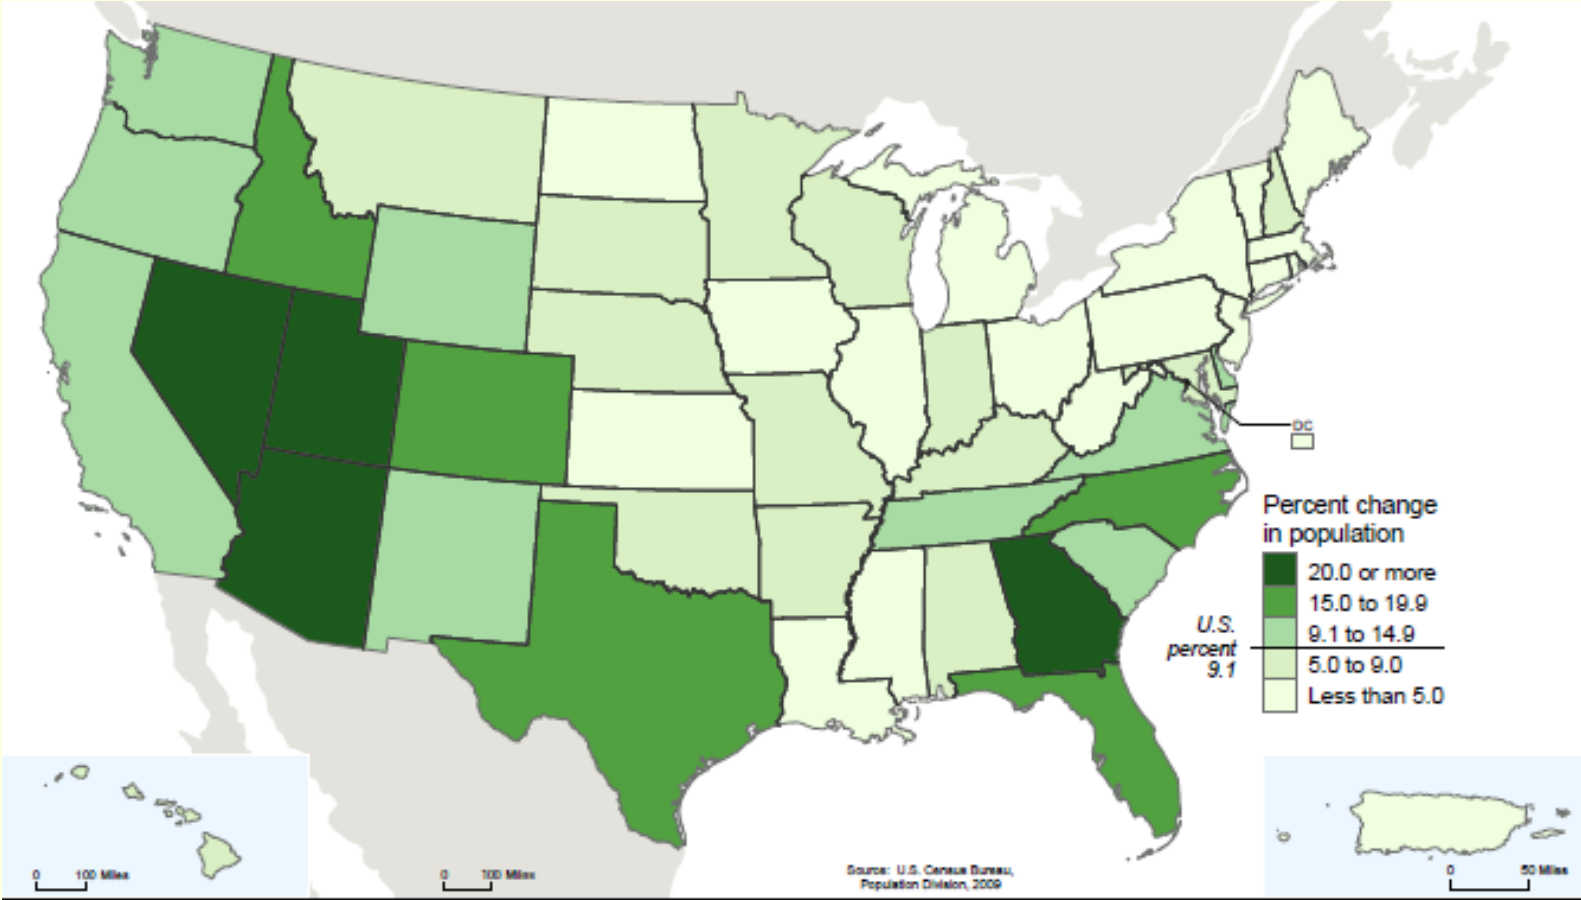 DC
Percent change
in population
20.0 or more
15.0 to 19.9
9.1 to 14.9
5.0 to 9.0
Less than 5.0
U.S.
percent
9.1
0 100 Miles
0 100 Miles
Source: U.S. Census Bureau,
Population Division, 2009
0 50 Miles